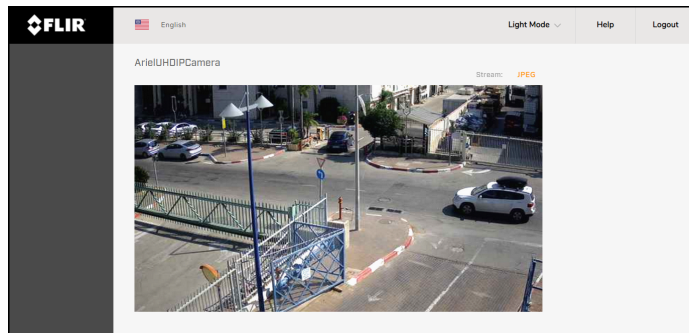 FLIR
English
Light Mode
Help
Logout
ArielUHDIPCamera
Stream: JPEG